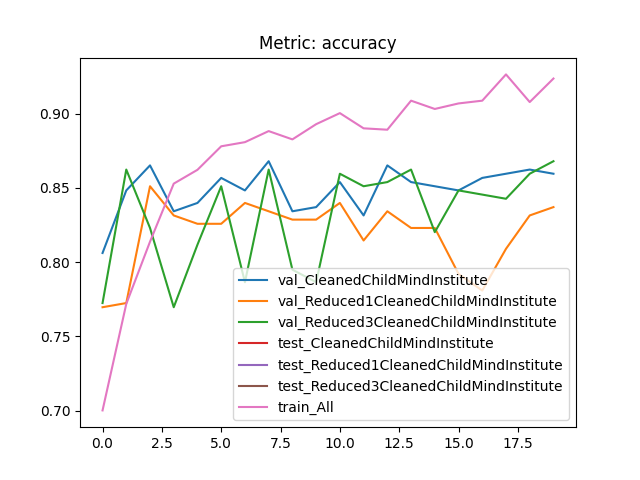 Metric: accuracy
0.90
0.85
0.80
0.75
0.70
val_CleanedChildMindInstitute
val_Reduced1CleanedChildMindInstitute
val_Reduced3CleanedChildMindInstitute
test_CleanedChildMindInstitute
test_Reduced1CleanedChildMindInstitute
test_Reduced3CleanedChildMindInstitute
train_All
0.0 2.5 5.0 7.5 10.0 12.5 15.0 17.5